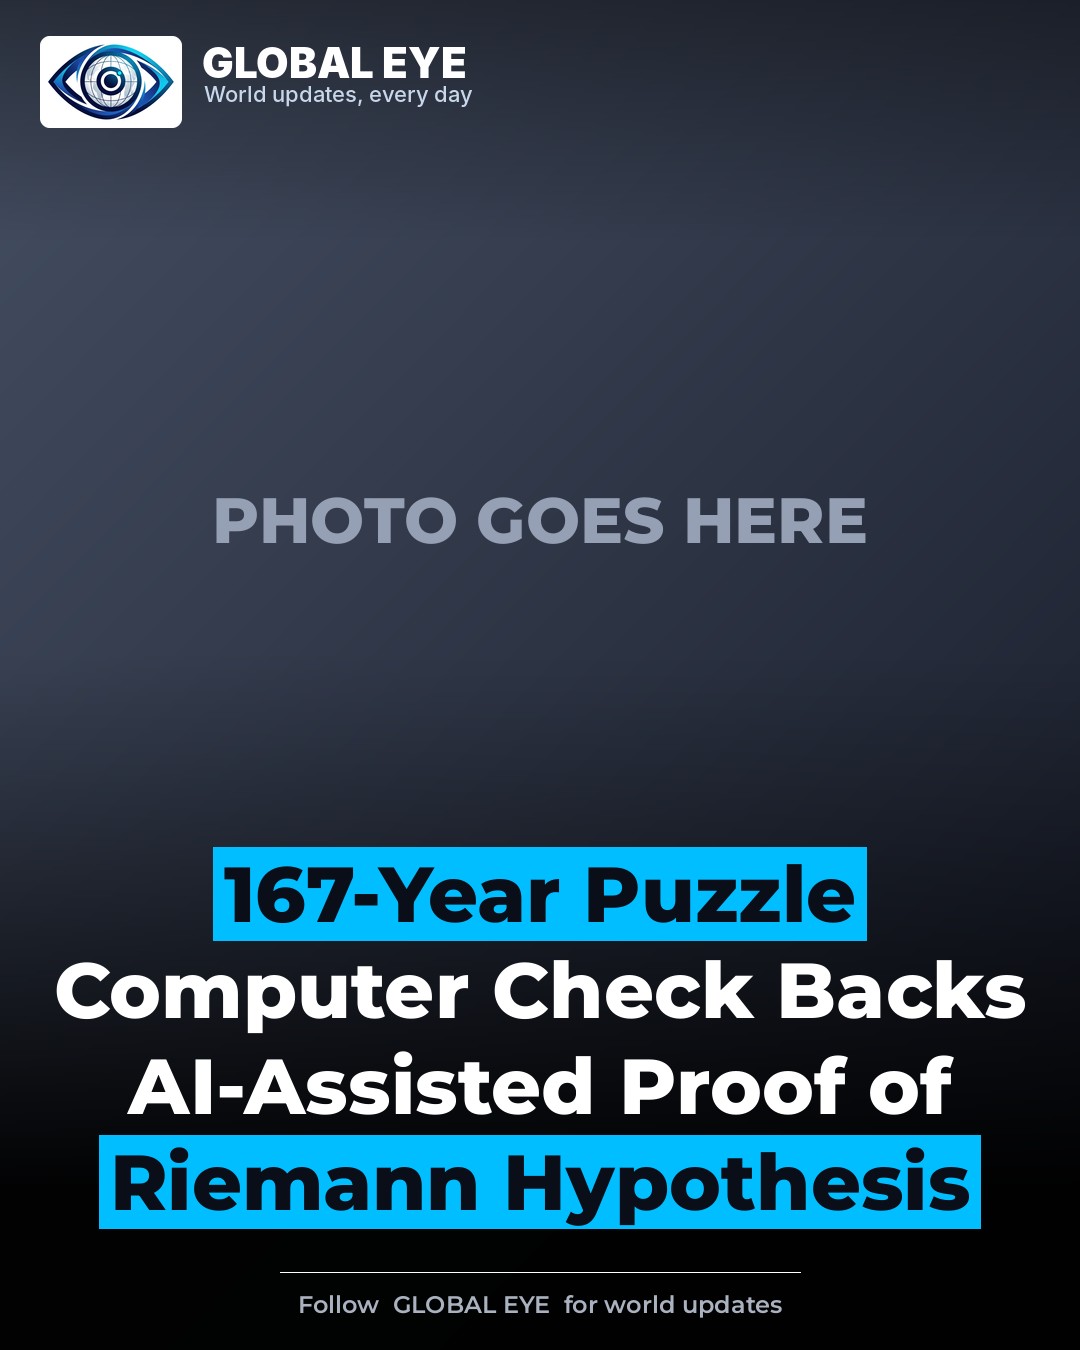 GLOBAL EYE
World updates, every day
PHOTO GOES HERE
167-Year Puzzle
Computer Check Backs
AI-Assisted Proof of
Riemann Hypothesis
Follow GLOBAL EYE for world updates